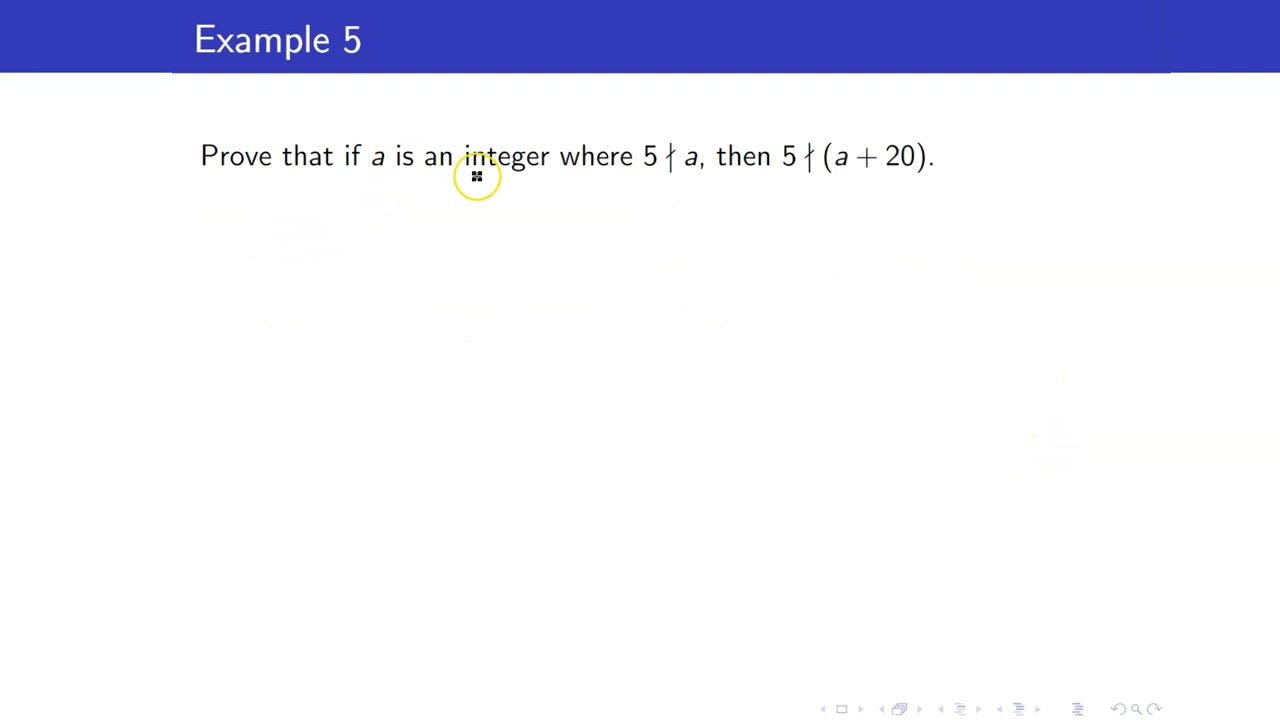 Example 5
Prove that if a is an integer where 5 ∤ a, then 5 ∤ (a + 20).